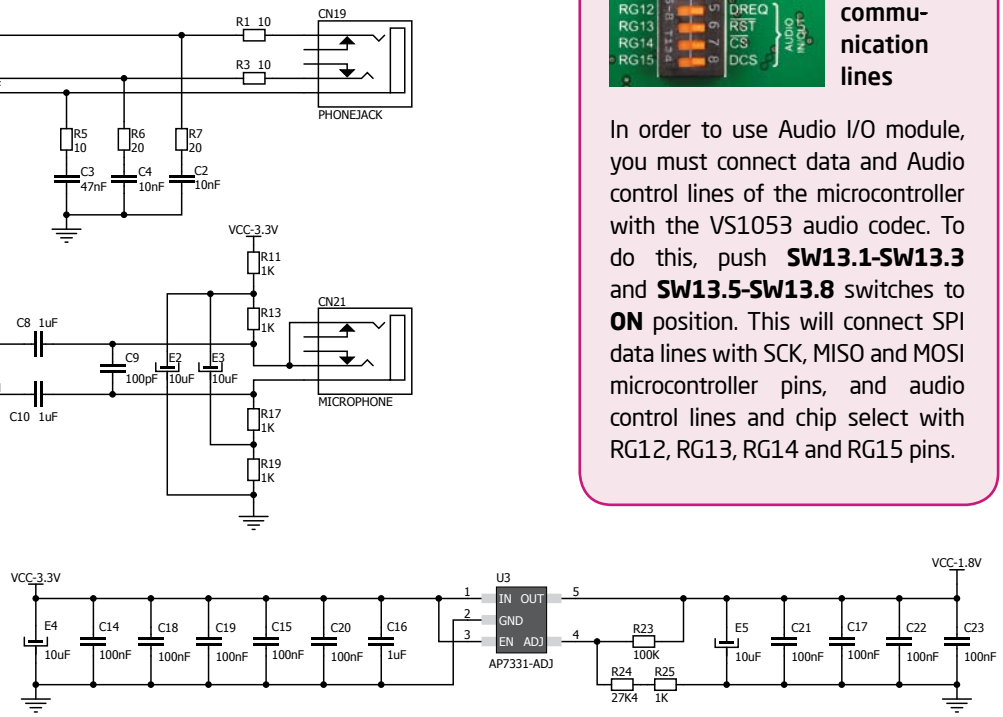 R1 10
CN19
R3 10
PHONEJACK
R5
10
R6
20
R7
20
C3
47nF
C4
10nF
C2
10nF
VCC-3.3V
R11
1K
R13
1K
CN21
C8 1uF
C9
100pF
E2
10uF
E3
10uF
C10 1uF
MICROPHONE
R17
1K
R19
1K
RG12
RG13
RG14
RG15
5
6
7
8
DREQ
RST
CS
DCS
AUDIO
IN/OUT
commu-
nication
lines
In order to use Audio I/O module,
you must connect data and Audio
control lines of the microcontroller
with the VS1053 audio codec. To
do this, push SW13.1-SW13.3
and SW13.5-SW13.8 switches to
ON position. This will connect SPI
data lines with SCK, MISO and MOSI
microcontroller pins, and audio
control lines and chip select with
RG12, RG13, RG14 and RG15 pins.
VCC-3.3V
E4
10uF
C14
100nF
C18
100nF
C19
100nF
C15
100nF
C20
100nF
C16
1uF
U3
1 IN OUT 5
2 GND
3 EN ADJ 4
AP7331-ADJ
R23
100K
R24
27K4
R25
1K
VCC-1.8V
E5
10uF
C21
100nF
C17
100nF
C22
100nF
C23
100nF